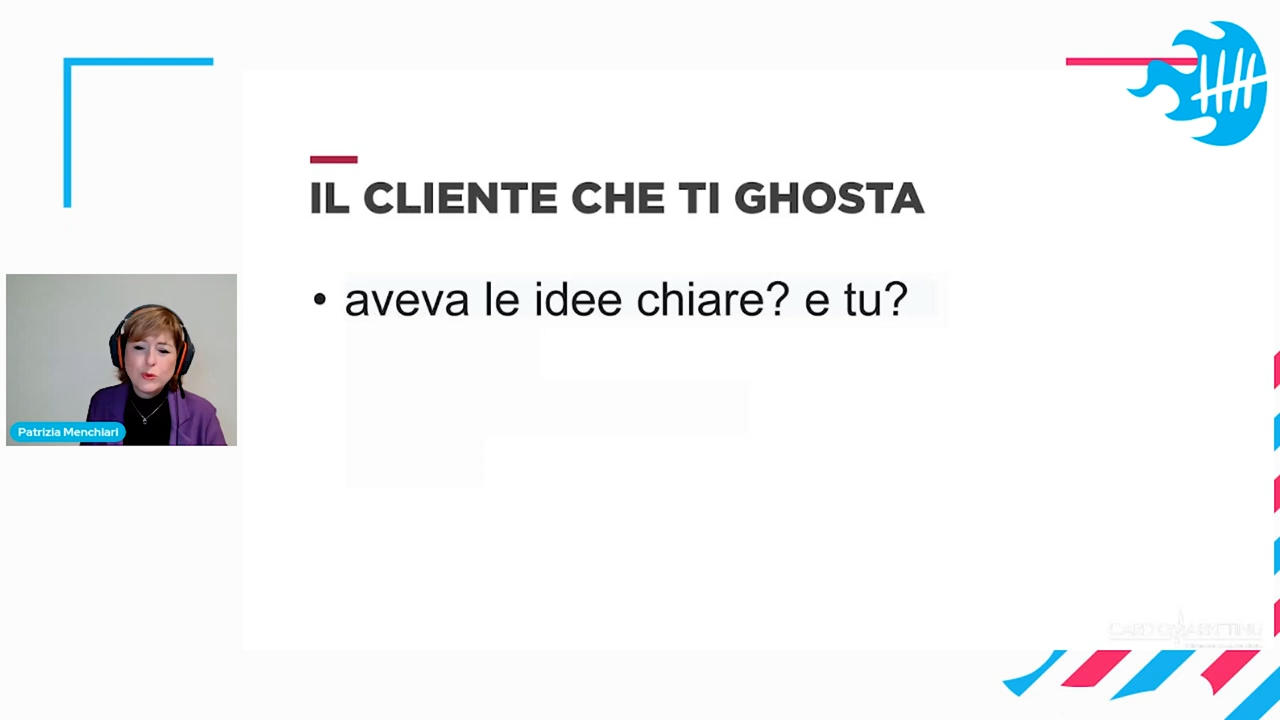 IL CLIENTE CHE TI GHOSTA
• aveva le idee chiare? e tu?
Patrizia Menchiari